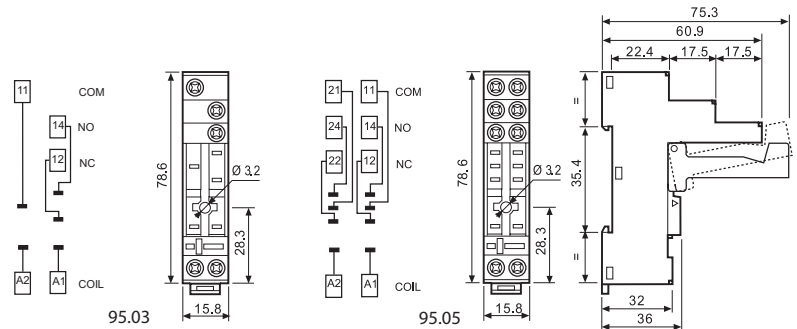 11 COM
14 NO
12 NC
A2 A1 COIL
78.6
Ø 3.2
28.3
15.8
95.03
21 11 COM
24 14 NO
22 12 NC
A2 A1 COIL
78.6
Ø 3.2
28.3
15.8
95.05
75.3
60.9
22.4 17.5 17.5
=
35.4
=
32
36